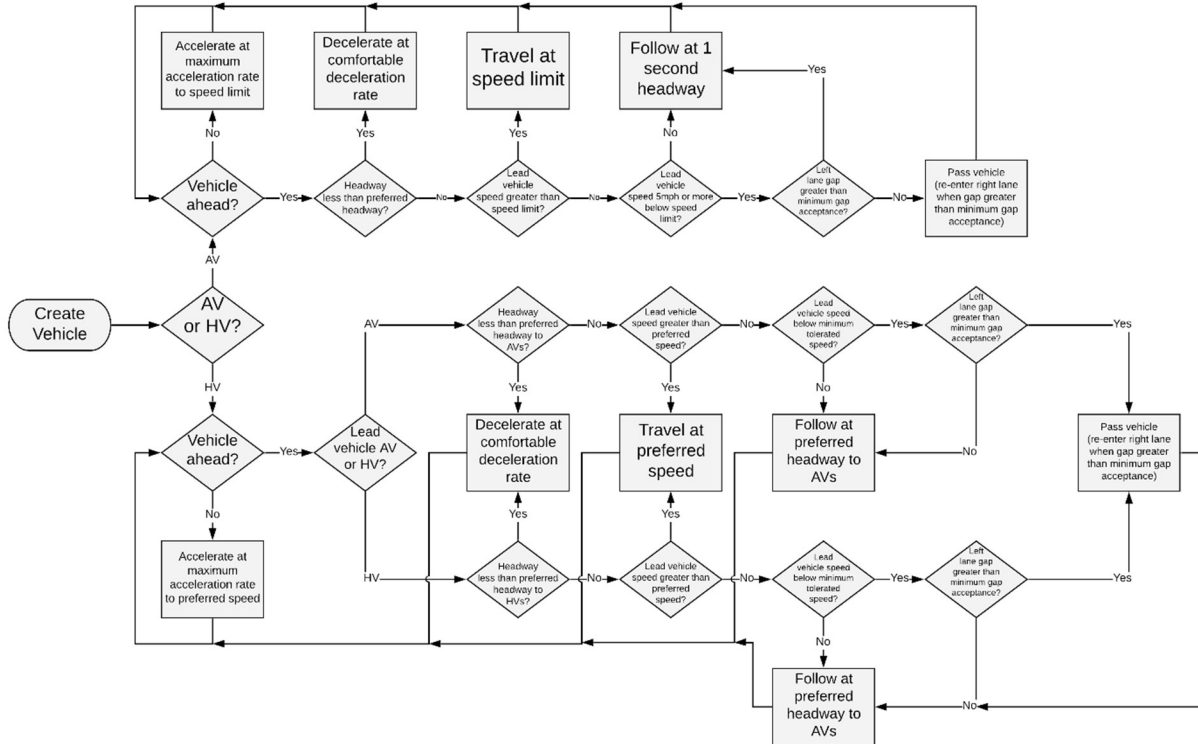 Accelerate at
maximum
acceleration rate
to speed limit
Decelerate at
comfortable
deceleration
rate
Travel at
speed limit
Follow at 1
second
headway
Yes
No
Yes
Yes
No
Vehicle
ahead?
Yes
Headway
less than preferred
headway?
No
Lead
vehicle
speed greater than
speed limit?
No
Lead
vehicle
speed 5mph or more
below speed
limit?
Yes
Left
lane gap
greater than
minimum gap
acceptance?
No
Pass vehicle
(re-enter right lane
when gap greater
than minimum gap
acceptance)
AV
Create
Vehicle
AV
or HV?
HV
AV
Headway
less than preferred
headway to
AVs?
No
Lead vehicle
speed greater than
preferred
speed?
No
Lead
vehicle speed
below minimum
tolerated
speed?
Yes
Left
lane gap
greater than
minimum gap
acceptance?
Yes
Yes
Yes
No
No
Vehicle
ahead?
Yes
Lead
vehicle AV
or HV?
Decelerate at
comfortable
deceleration
rate
Travel at
preferred
speed
Follow at
preferred
headway to
AVs
Pass vehicle
(re-enter right lane
when gap greater
than minimum gap
acceptance)
No
Yes
Yes
Accelerate at
maximum
acceleration rate
to preferred speed
HV
Headway
less than preferred
headway to
HVs?
No
Lead vehicle
speed greater than
preferred
speed?
No
Lead
vehicle speed
below minimum
tolerated
speed?
Yes
Left
lane gap
greater than
minimum gap
acceptance?
Yes
No
Follow at
preferred
headway to
AVs
No